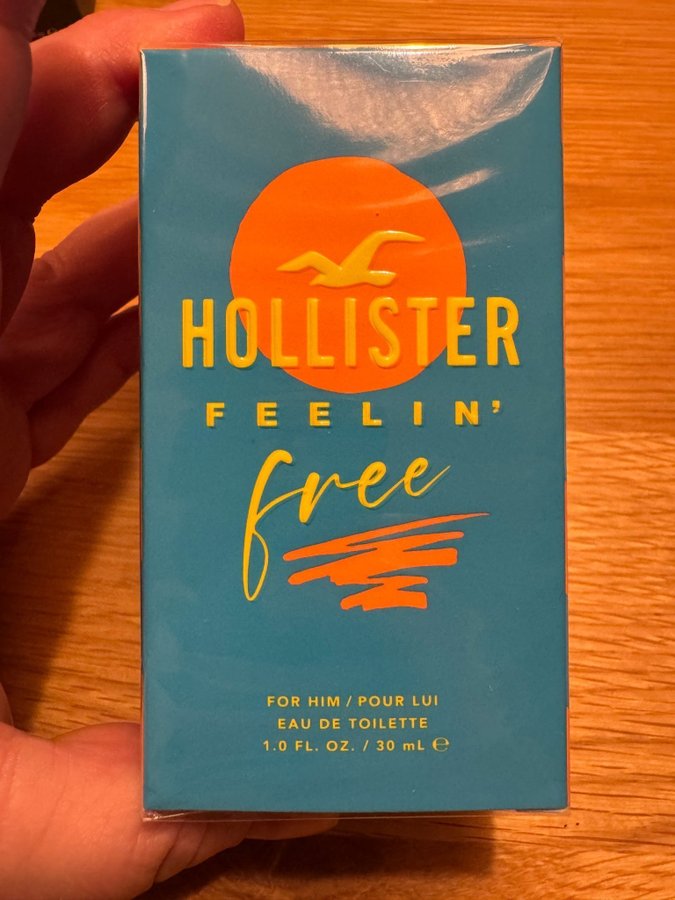 HOLLISTER
FEELIN'
free
FOR HIM / POUR LUI
EAU DE TOILETTE
1.0 FL. OZ. / 30 mL ℮